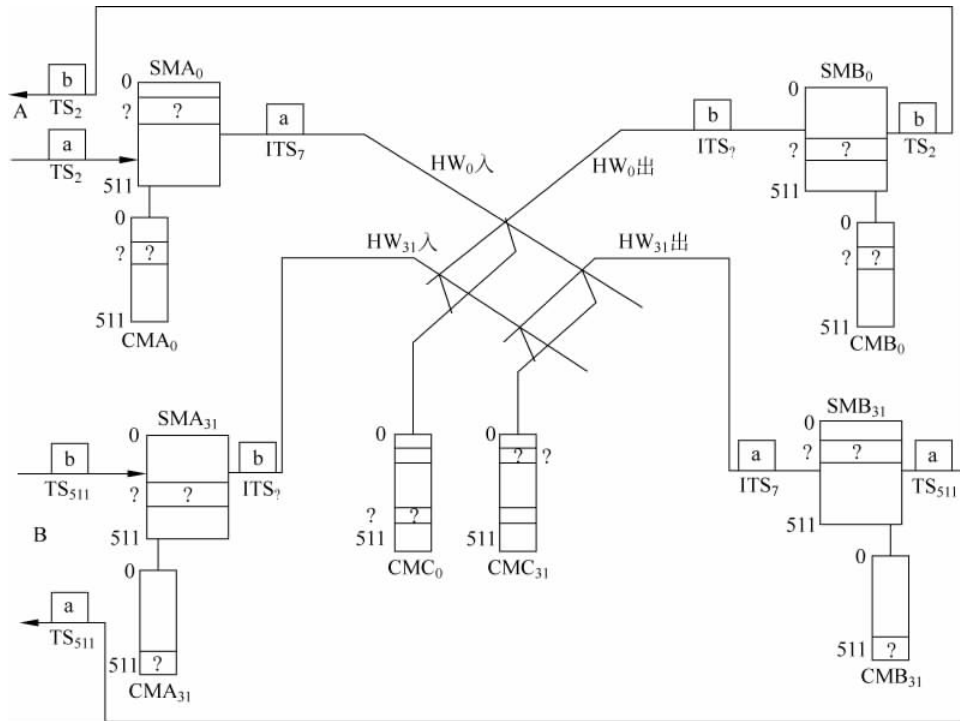 SMA₀
SMB₀
0
b
TS₂
A
?
?
a
ITS₇
b
ITS?
0
?
?
b
TS₂
a
TS₂
511
511
HW₀入
HW₀出
0
?
?
511
CMA₀
0
?
?
511
CMB₀
HW₃₁入
HW₃₁出
SMA₃₁
0
b
TS₅₁₁
?
?
511
b
ITS?
B
0
511
?
CMA₃₁
a
TS₅₁₁
0
?
?
511
CMC₀
0
?
?
511
CMC₃₁
SMB₃₁
0
?
?
511
a
ITS₇
a
TS₅₁₁
0
511
?
CMB₃₁